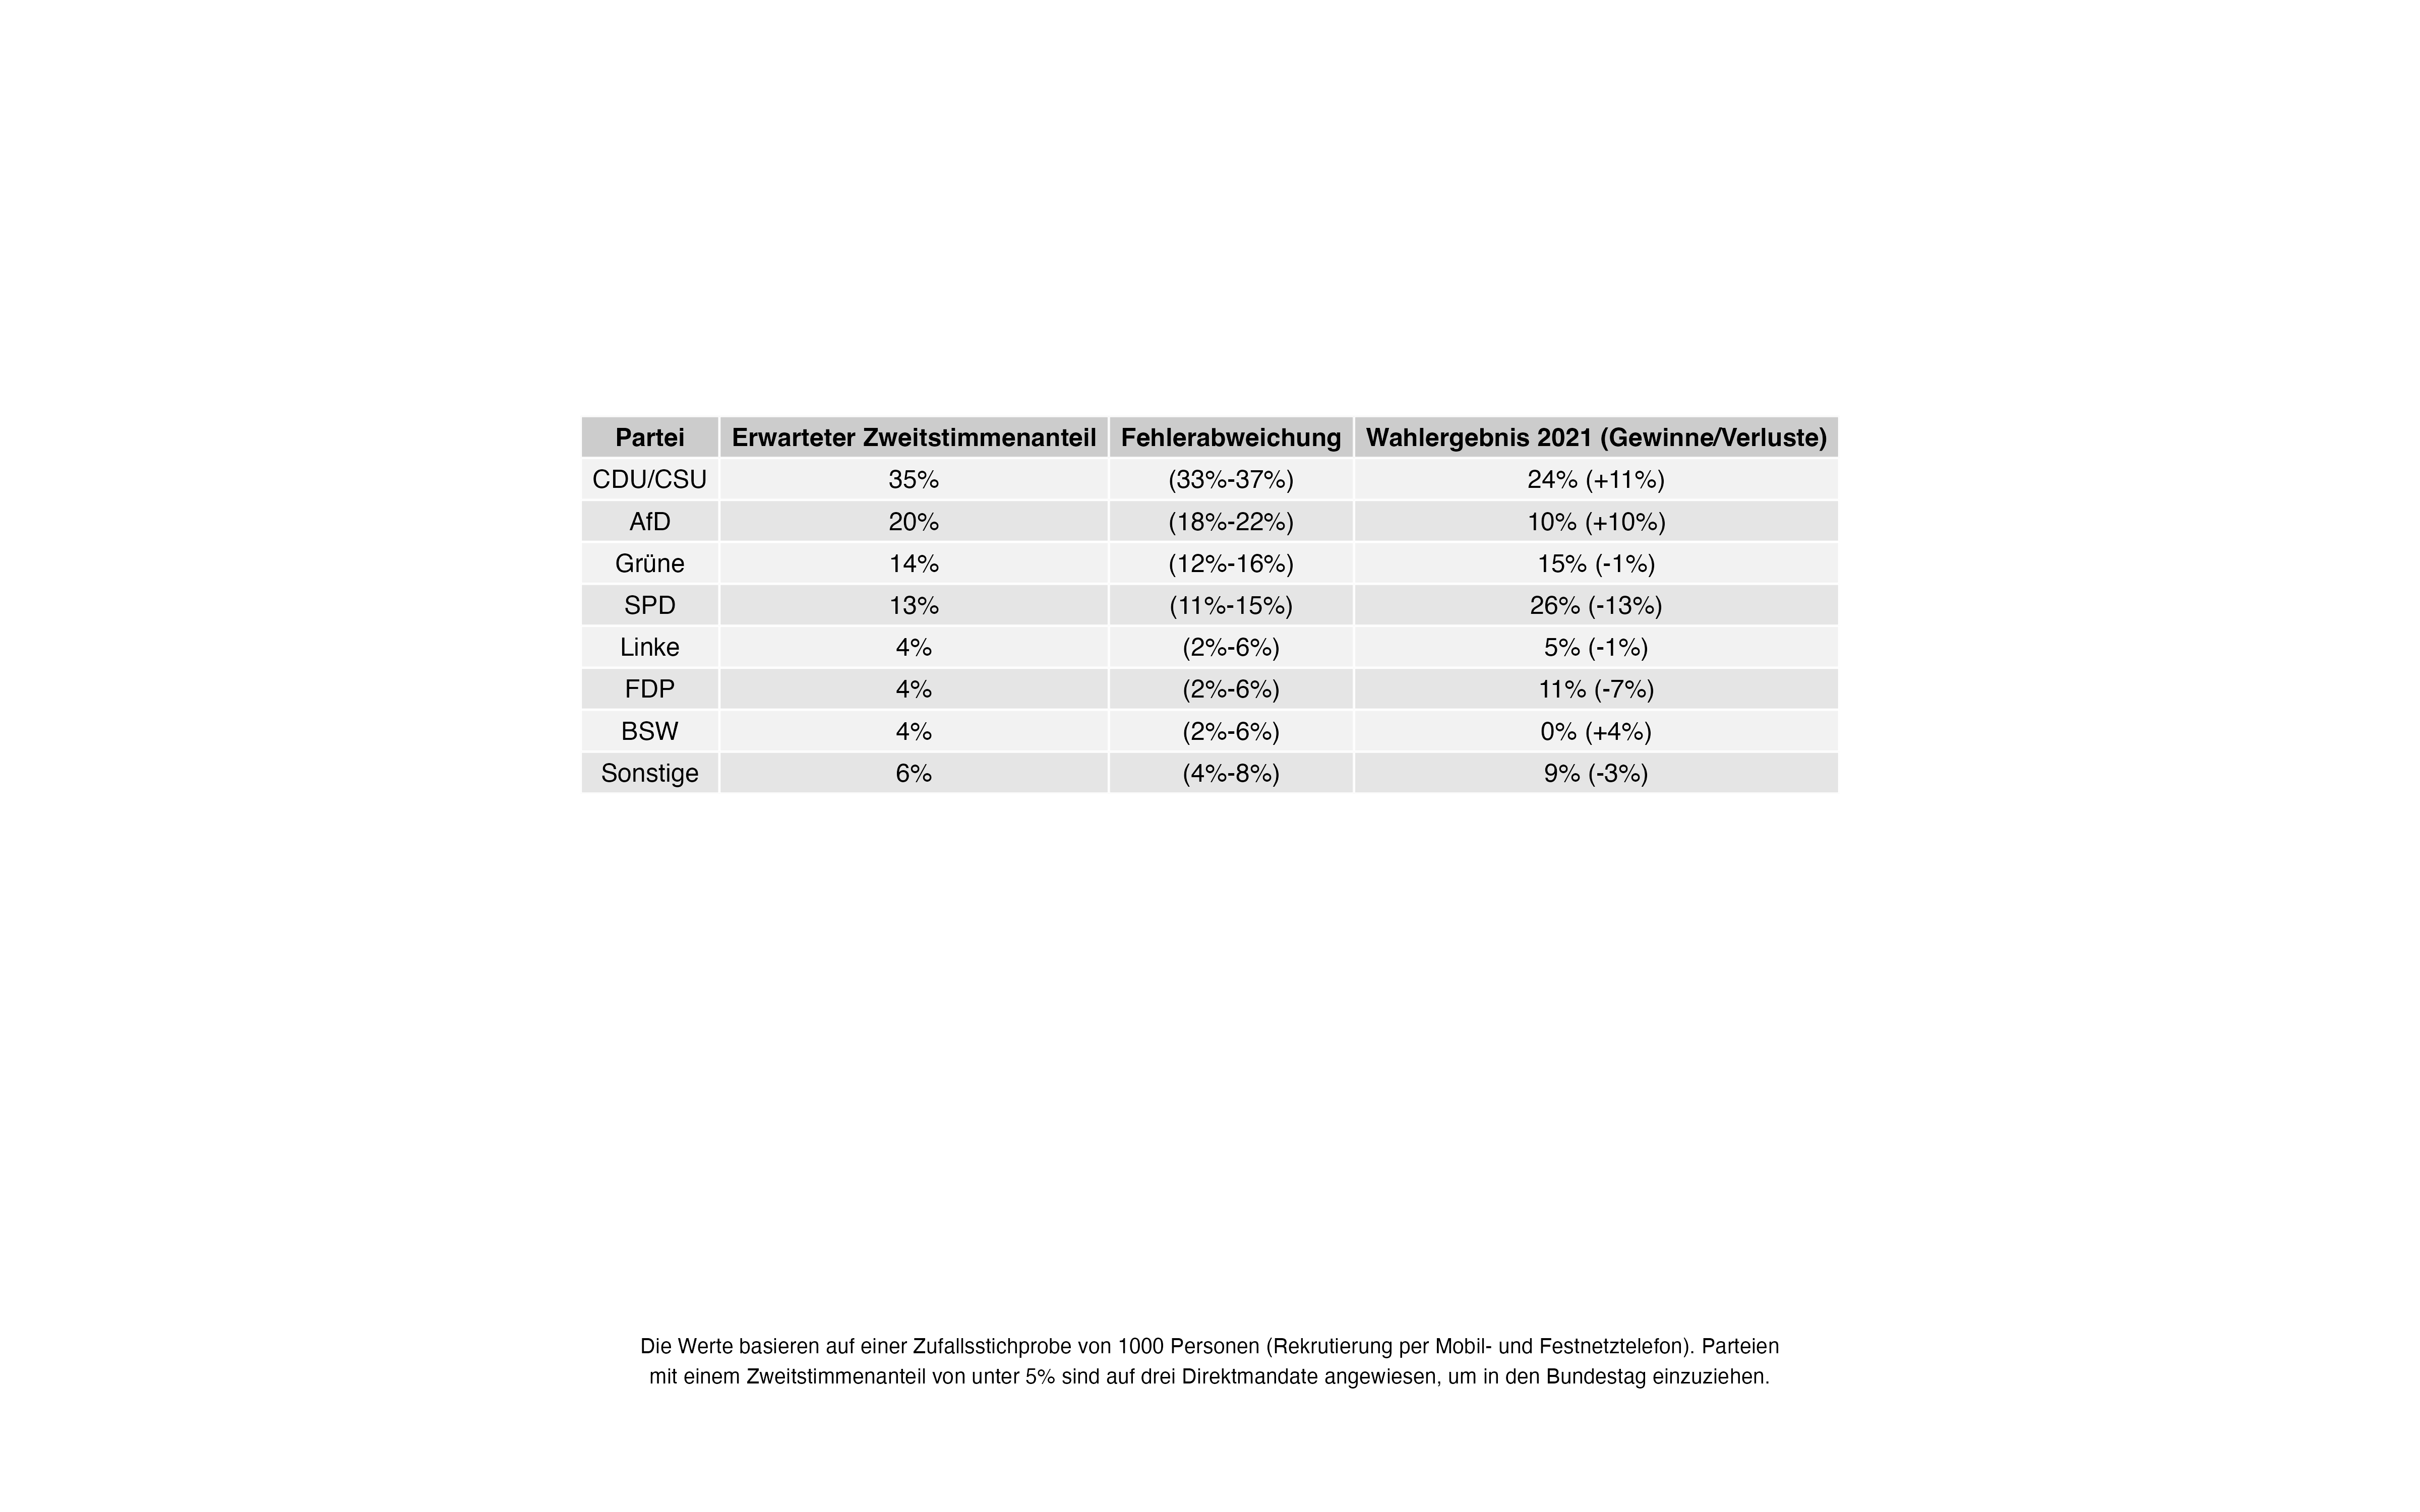 Partei Erwarteter Zweitstimmenanteil Fehlerabweichung Wahlergebnis 2021 (Gewinne/Verluste)
CDU/CSU 35% (33%-37%) 24% (+11%)
AfD 20% (18%-22%) 10% (+10%)
Grüne 14% (12%-16%) 15% (-1%)
SPD 13% (11%-15%) 26% (-13%)
Linke 4% (2%-6%) 5% (-1%)
FDP 4% (2%-6%) 11% (-7%)
BSW 4% (2%-6%) 0% (+4%)
Sonstige 6% (4%-8%) 9% (-3%)
Die Werte basieren auf einer Zufallsstichprobe von 1000 Personen (Rekrutierung per Mobil- und Festnetztelefon). Parteien
mit einem Zweitstimmenanteil von unter 5% sind auf drei Direktmandate angewiesen, um in den Bundestag einzuziehen.